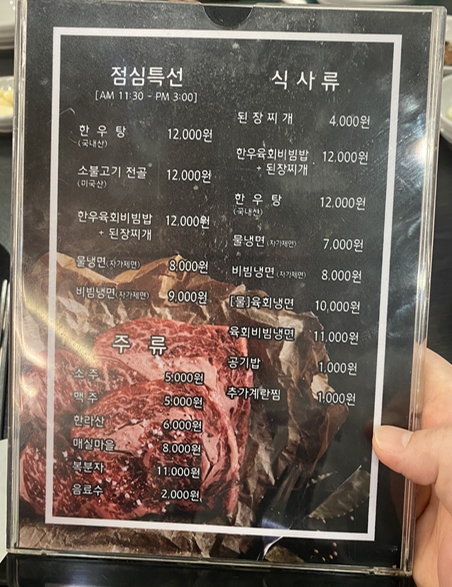 점심특선
[AM 11:30 - PM 3:00]
한 우 탕 12,000원
(국내산)
소불고기 전골 12,000원
(미국산)
한우육회비빔밥 12,000원
+ 된장찌개
물냉면(자가제면) 8,000원
비빔냉면(자가제면) 9,000원
주 류
소 주 5,000원
맥 주 5,000원
한라산 6,000원
매실마을 8,000원
복분자 11,000원
음료수 2,000원
식 사 류
된 장 찌 개 4,000원
한우육회비빔밥 12,000원
+ 된장찌개
한 우 탕 12,000원
(국내산)
물냉면(자가제면) 7,000원
비빔냉면(자가제면) 8,000원
[물]육회냉면 10,000원
육회비빔냉면 11,000원
공기밥 1,000원
추가계란찜 1,000원